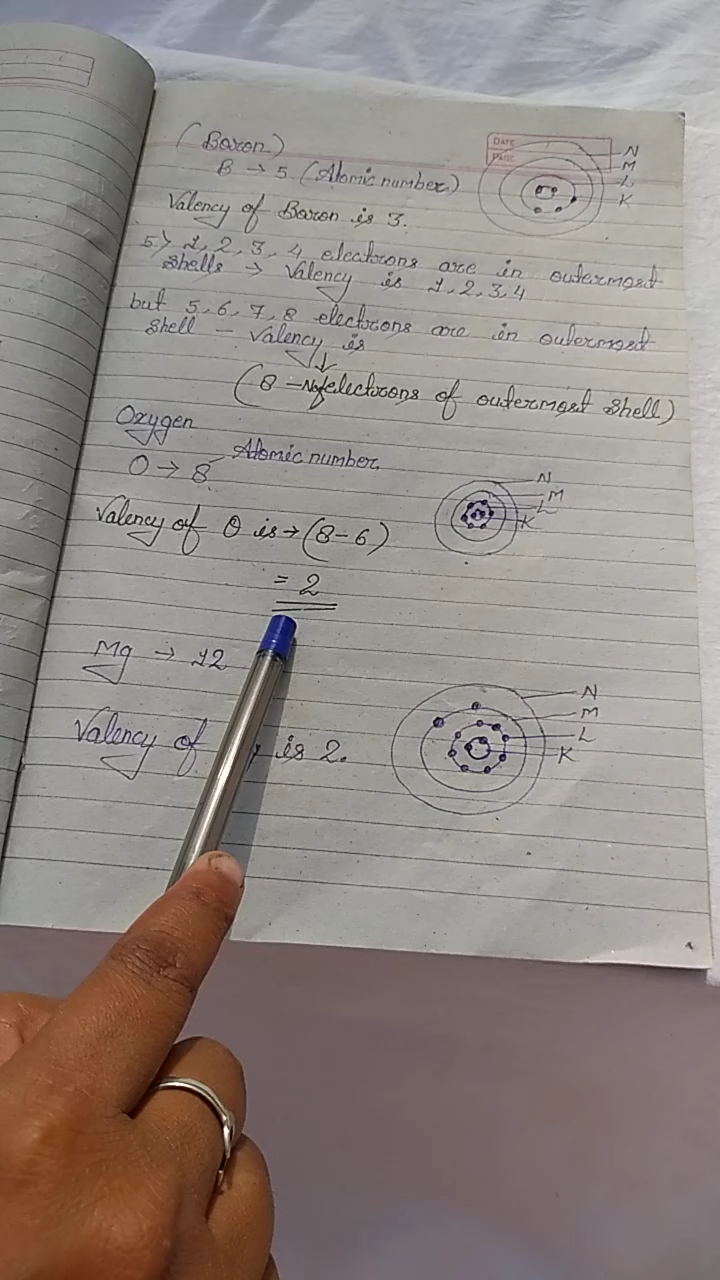 (Boron)
DATE
PAGE
B → 5 (Atomic number)
N
M
L
K
Valency of Boron is 3.
5) 1, 2, 3, 4 electrons are in outermost
shells → Valency is 1, 2, 3, 4
but 5, 6, 7, 8 electrons are in outermost
shell - Valency is
↓
(8 - No of electrons of outermost shell)
Oxygen
O → 8 Atomic number
N
M
L
K
Valency of O is → (8-6)
= 2
Mg → 12
N
M
L
K
Valency of is 2.